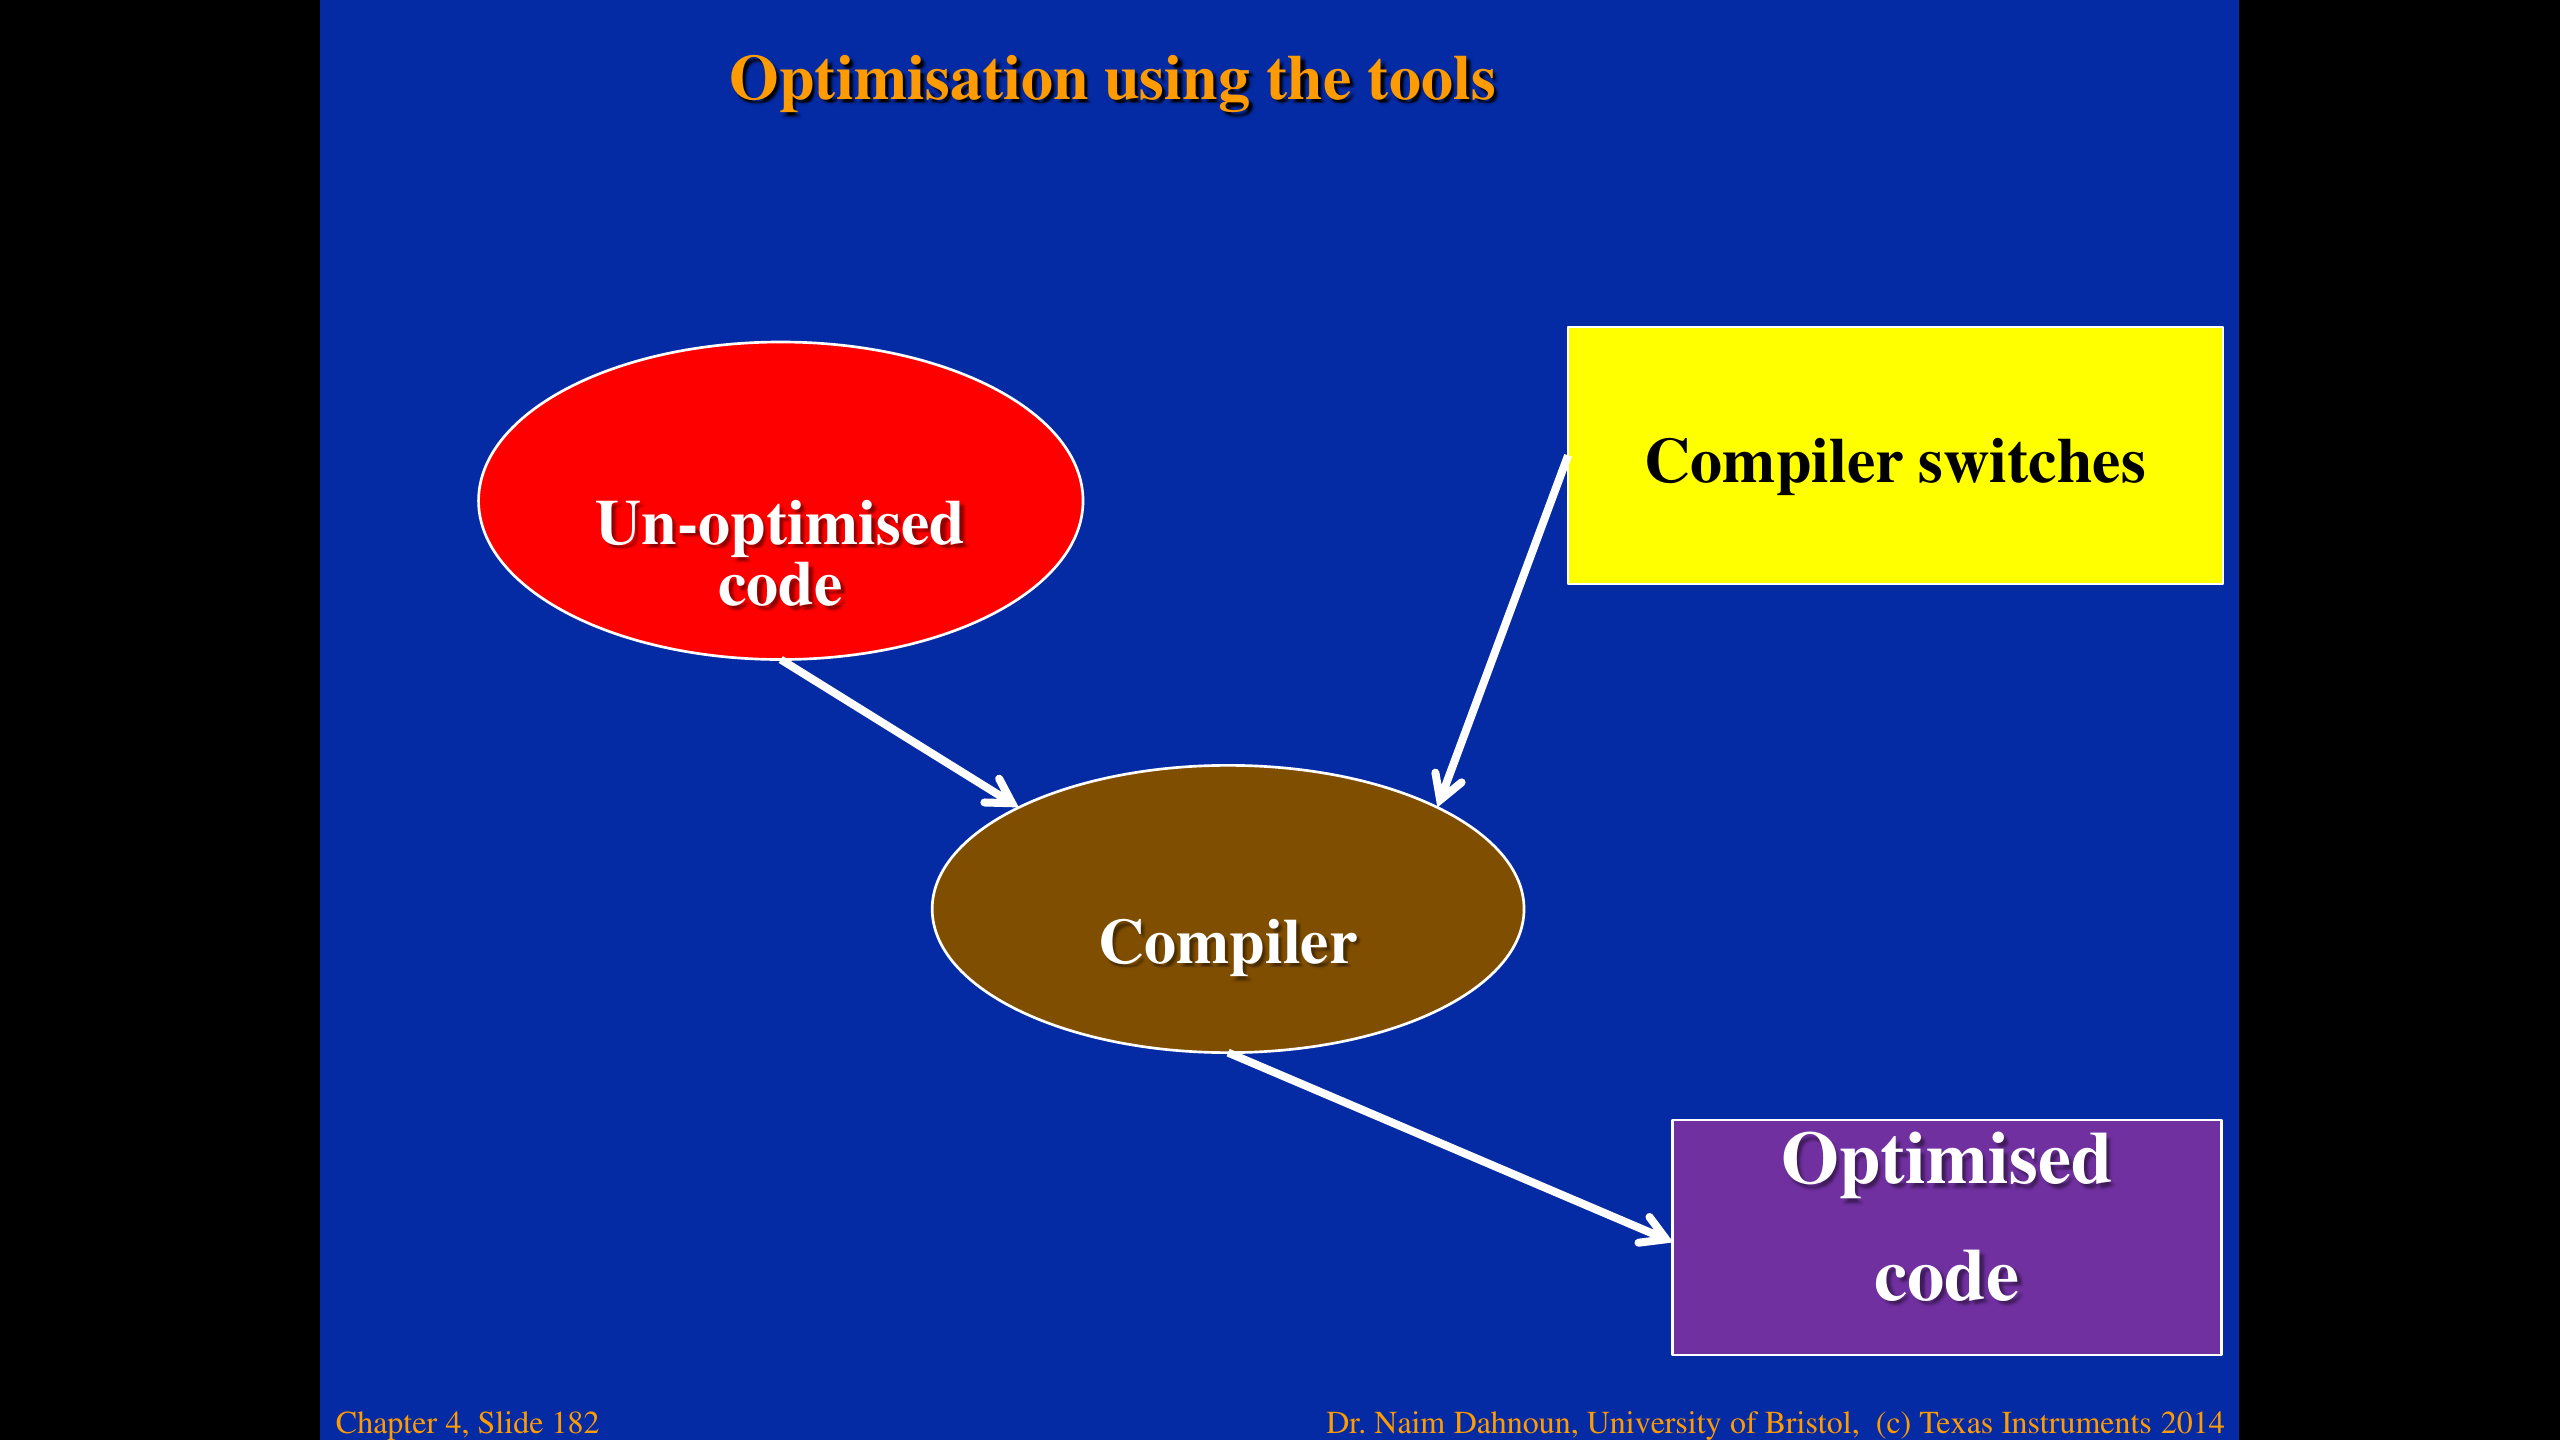 Optimisation using the tools
Compiler switches
Un-optimised
code
Compiler
Optimised
code
Chapter 4, Slide 182
Dr. Naim Dahnoun, University of Bristol,  (c) Texas Instruments 2014